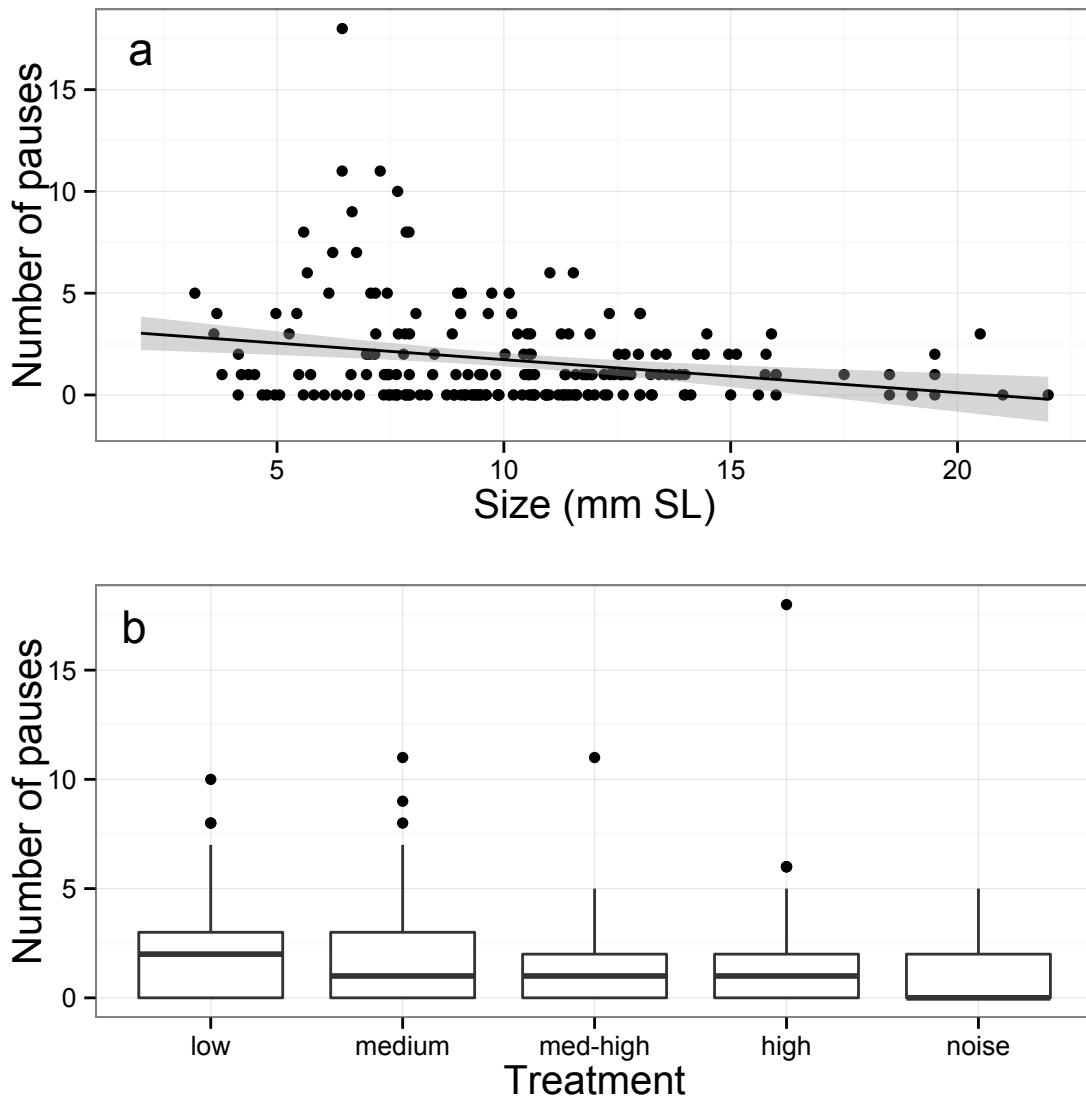 a
Number of pauses
15
10
5
0
5 10 15 20
Size (mm SL)
b
Number of pauses
15
10
5
0
low medium med-high high noise
Treatment